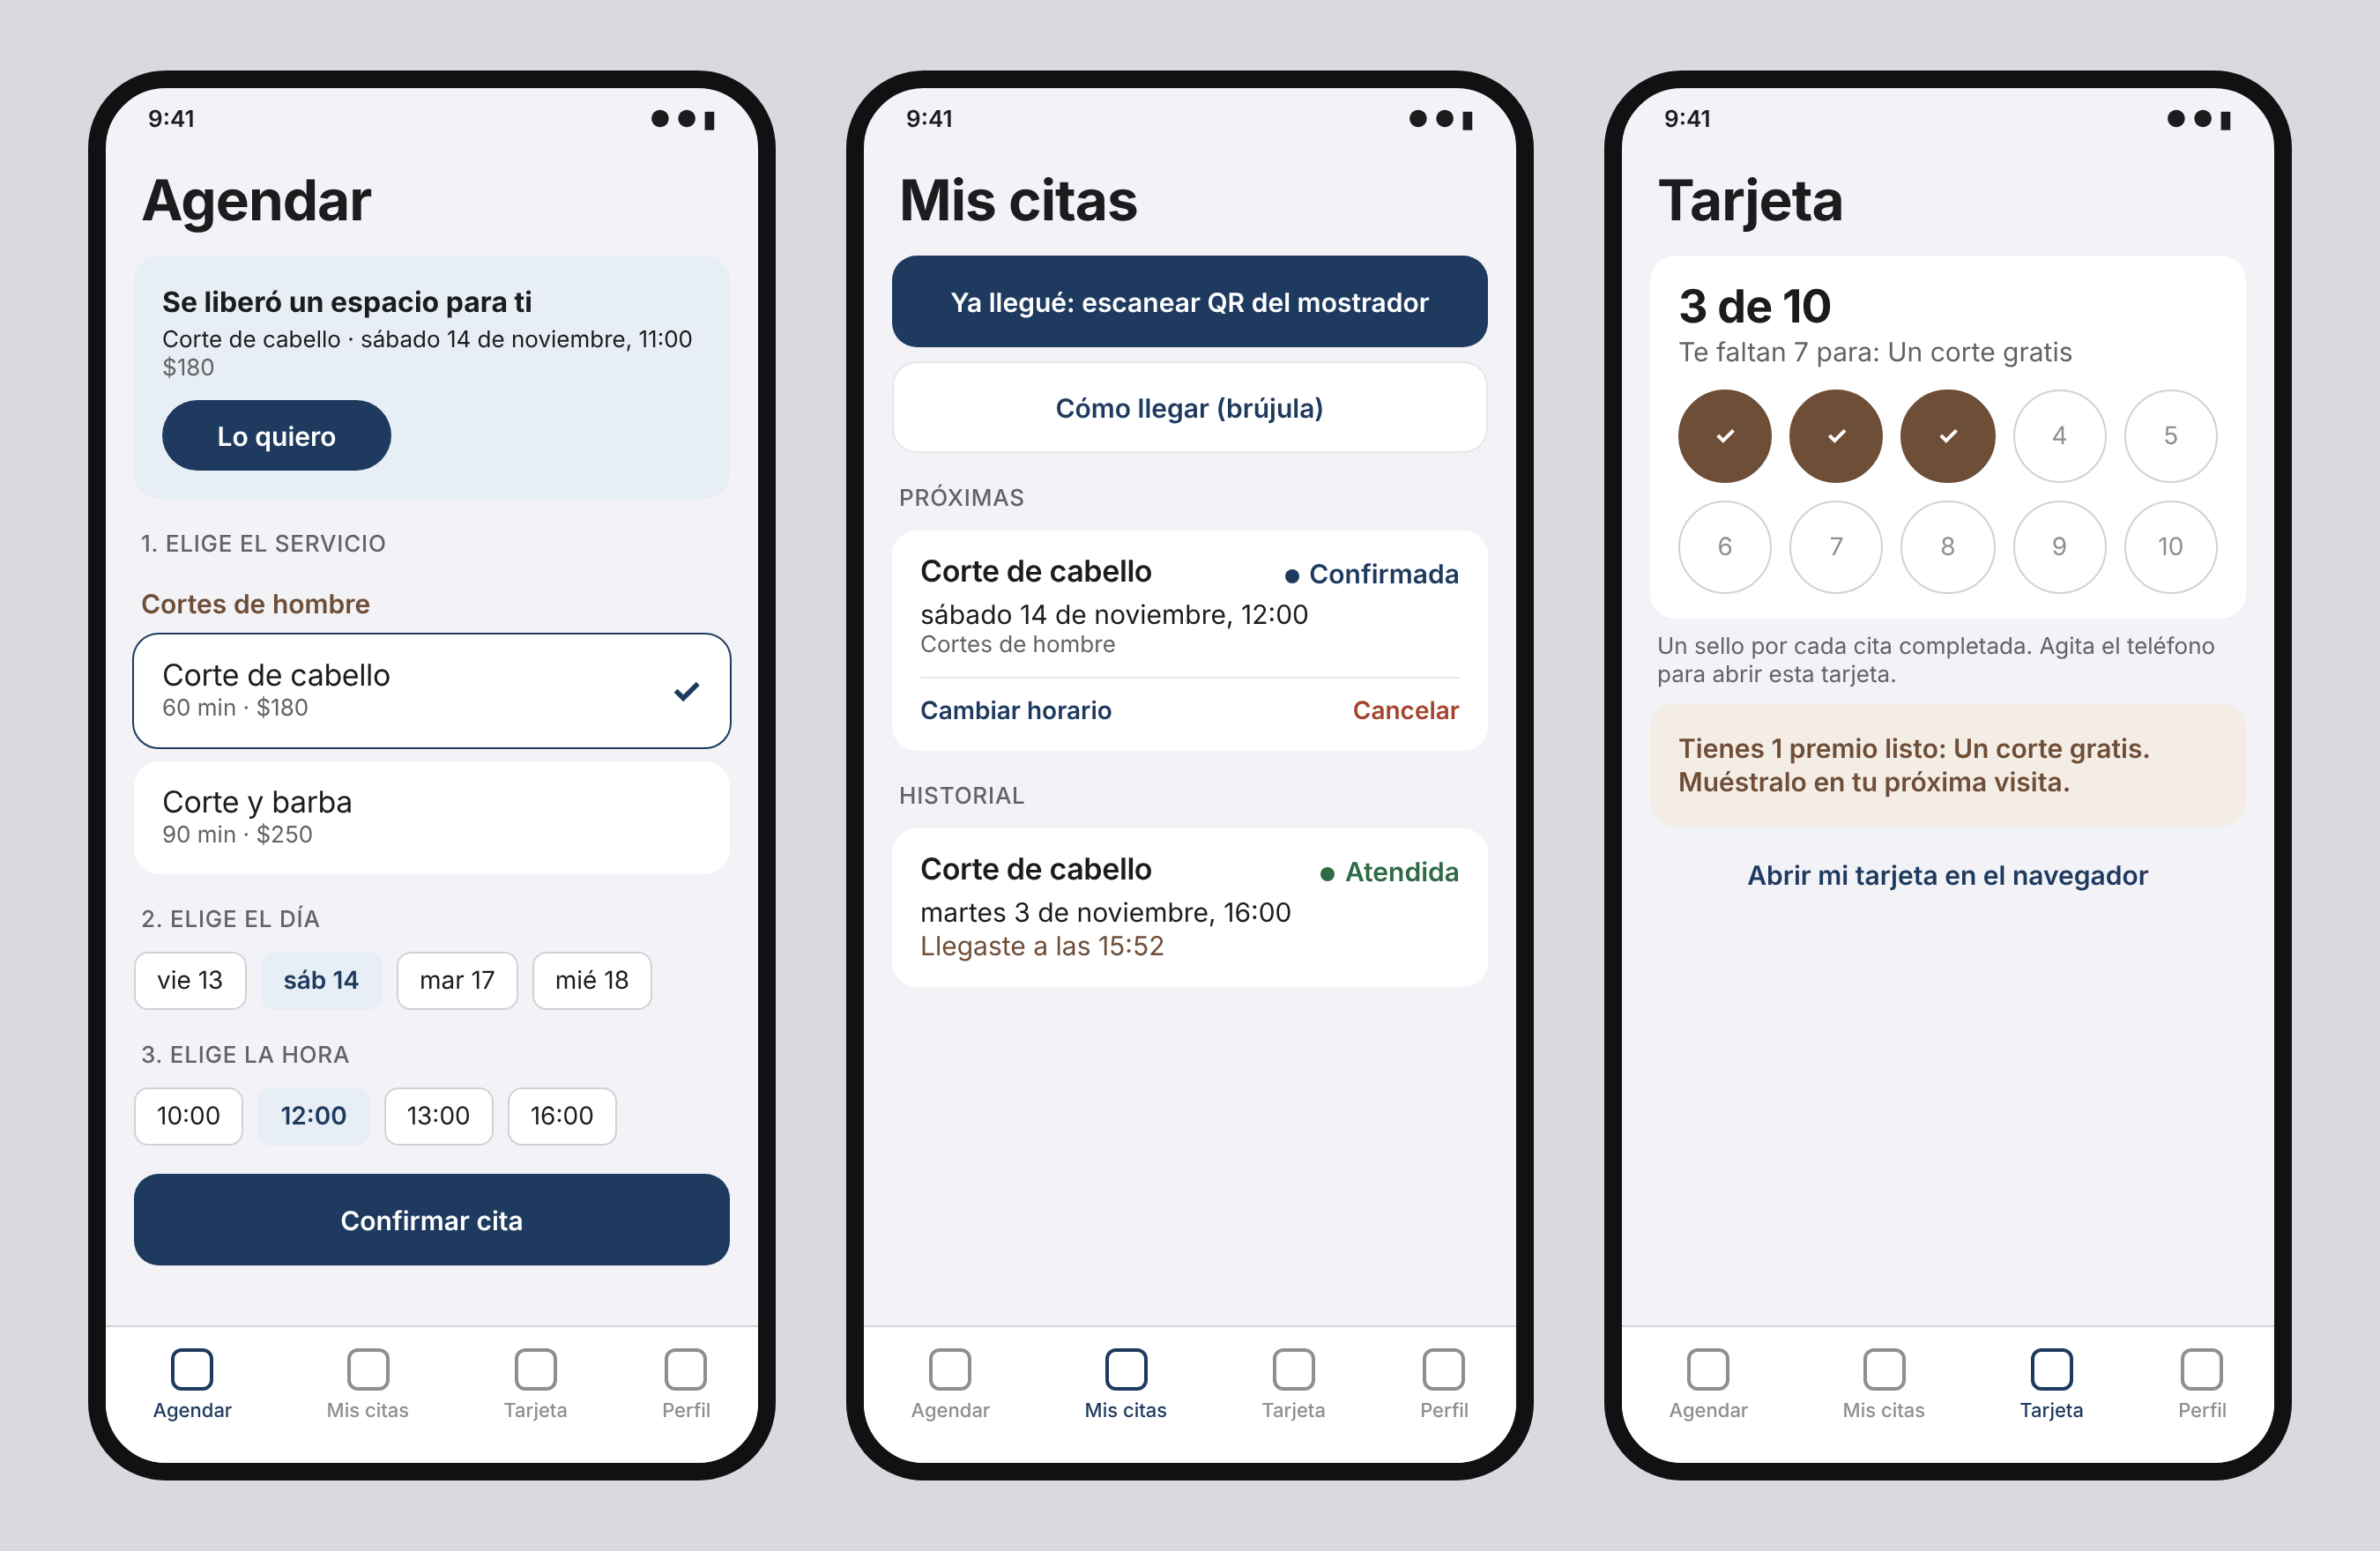 9:41
Agendar
Se liberó un espacio para ti
Corte de cabello · sábado 14 de noviembre, 11:00
$180
Lo quiero
1. ELIGE EL SERVICIO
Cortes de hombre
Corte de cabello
60 min · $180
Corte y barba
90 min · $250
2. ELIGE EL DÍA
vie 13 sáb 14 mar 17 mié 18
3. ELIGE LA HORA
10:00 12:00 13:00 16:00
Confirmar cita
Agendar Mis citas Tarjeta Perfil
9:41
Mis citas
Ya llegué: escanear QR del mostrador
Cómo llegar (brújula)
PRÓXIMAS
Corte de cabello Confirmada
sábado 14 de noviembre, 12:00
Cortes de hombre
Cambiar horario Cancelar
HISTORIAL
Corte de cabello Atendida
martes 3 de noviembre, 16:00
Llegaste a las 15:52
Agendar Mis citas Tarjeta Perfil
9:41
Tarjeta
3 de 10
Te faltan 7 para: Un corte gratis
4 5
6 7 8 9 10
Un sello por cada cita completada. Agita el teléfono
para abrir esta tarjeta.
Tienes 1 premio listo: Un corte gratis.
Muéstralo en tu próxima visita.
Abrir mi tarjeta en el navegador
Agendar Mis citas Tarjeta Perfil